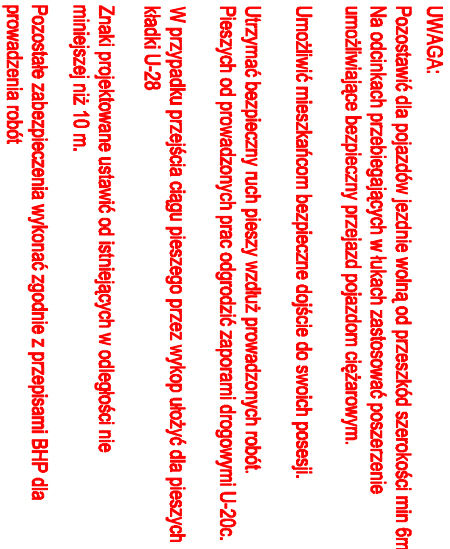 UWAGA:
Pozostawić dla pojazdów jezdnie wolną od przeszkód szerokości min 6m
Na odcinkach przebiegających w łukach zastosować poszerzenie
umożliwiające bezpieczny przejazd pojazdom ciężarowym.
Umożliwić mieszkańcom bezpieczne dojście do swoich posesji.
Utrzymać bezpieczny ruch pieszy wzdłuż prowadzonych robót.
Pieszych od prowadzonych prac odgrodzić zaporami drogowymi U-20c.
W przypadku przejścia ciągu pieszego przez wykop ułożyć dla pieszych
kładki U-28
Znaki projektowane ustawić od istniejących w odległości nie
mniejszej niż 10 m.
Pozostałe zabezpieczenia wykonać zgodnie z przepisami BHP dla
prowadzenia robót